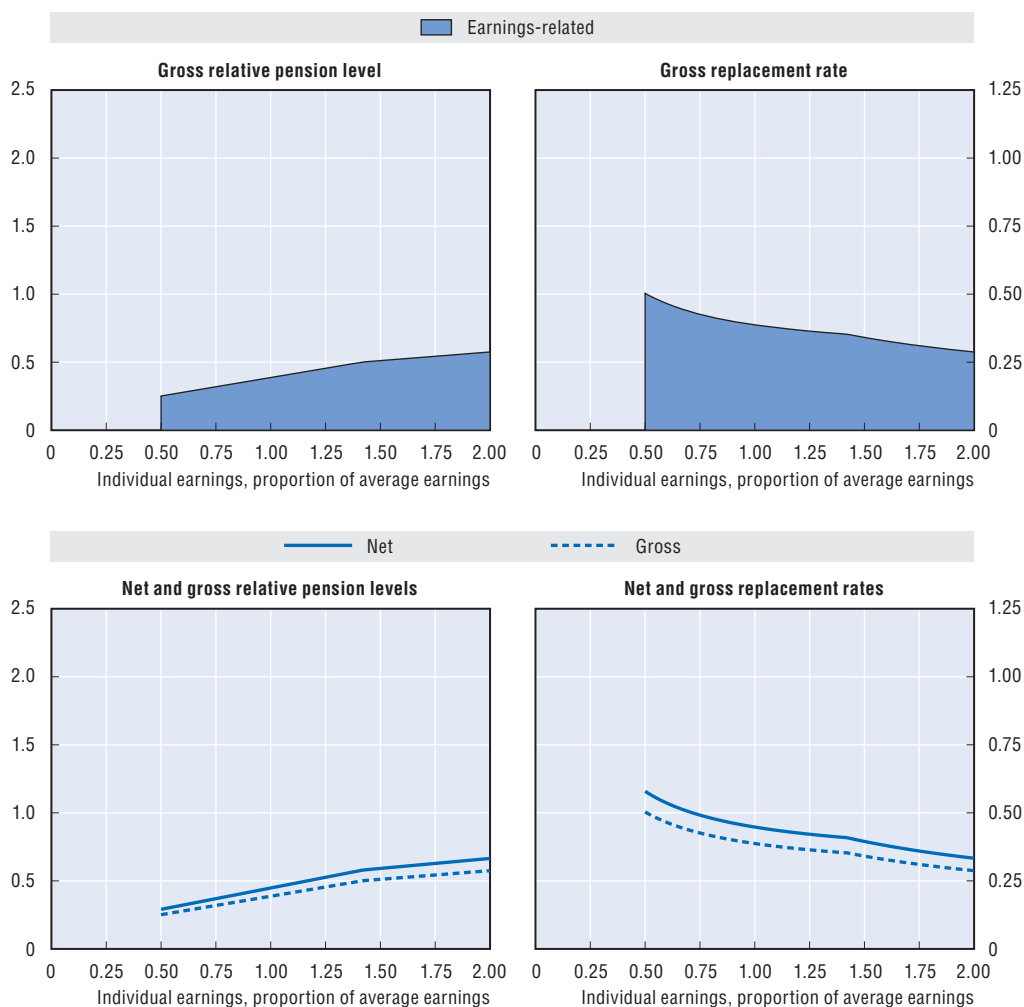 Earnings-related
Gross relative pension level
Gross replacement rate
2.5
2.0
1.5
1.0
0.5
0
1.25
1.00
0.75
0.50
0.25
0
0 0.25 0.50 0.75 1.00 1.25 1.50 1.75 2.00
Individual earnings, proportion of average earnings
0 0.25 0.50 0.75 1.00 1.25 1.50 1.75 2.00
Individual earnings, proportion of average earnings
Net Gross
Net and gross relative pension levels
Net and gross replacement rates
2.5
2.0
1.5
1.0
0.5
0
1.25
1.00
0.75
0.50
0.25
0
0 0.25 0.50 0.75 1.00 1.25 1.50 1.75 2.00
Individual earnings, proportion of average earnings
0 0.25 0.50 0.75 1.00 1.25 1.50 1.75 2.00
Individual earnings, proportion of average earnings